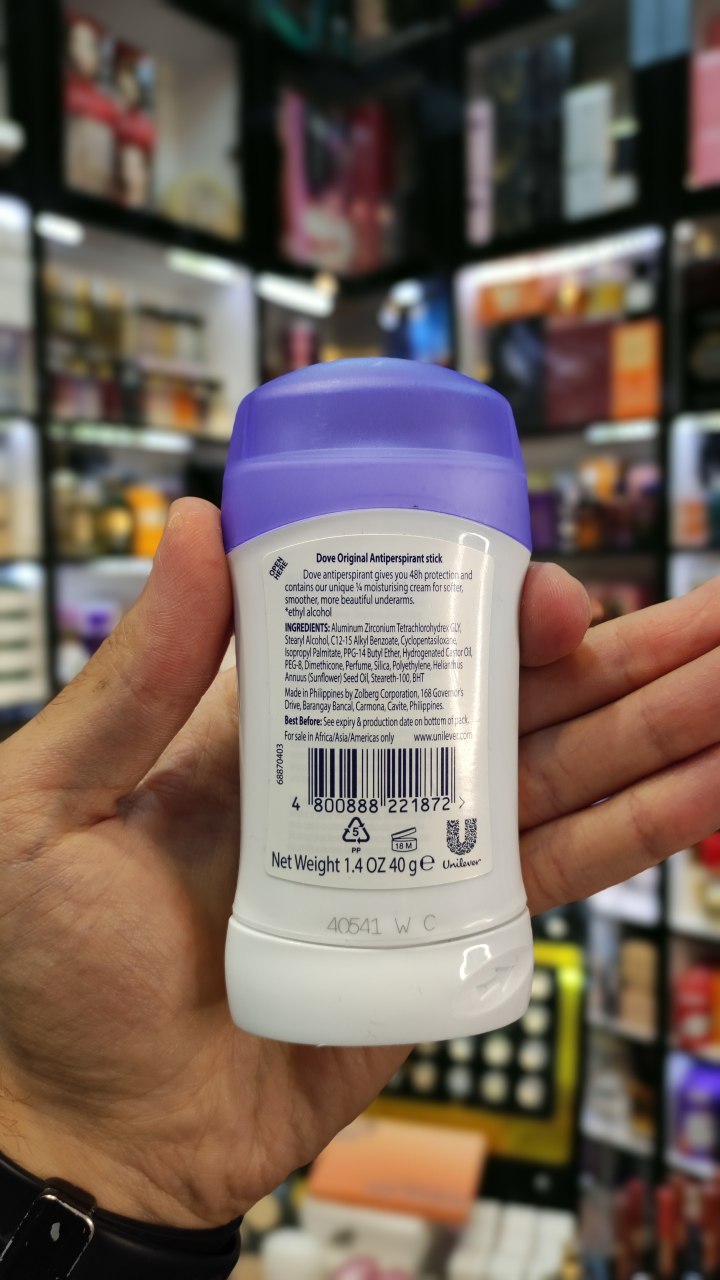 OPEN
HERE
Dove Original Antiperspirant stick
Dove antiperspirant gives you 48h protection and
contains our unique ¼ moisturising cream for softer,
smoother, more beautiful underarms.
*ethyl alcohol
INGREDIENTS: Aluminum Zirconium Tetrachlorohydrex GLY,
Stearyl Alcohol, C12-15 Alkyl Benzoate, Cyclopentasiloxane,
Isopropyl Palmitate, PPG-14 Butyl Ether, Hydrogenated Castor Oil,
PEG-8, Dimethicone, Perfume, Silica, Polyethylene, Helianthus
Annuus (Sunflower) Seed Oil, Steareth-100, BHT
Made in Philippines by Zolberg Corporation, 168 Governor's
Drive, Barangay Bancal, Carmona, Cavite, Philippines.
Best Before: See expiry & production date on bottom of pack.
For sale in Africa/Asia/Americas only www.unilever.com
68870403
4 800888 221872 >
5
PP
18 M
Unilever
Net Weight 1.4 OZ 40 g ℮
40541 W C